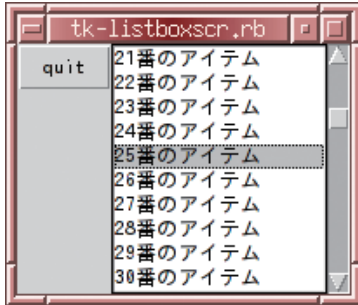 tk-listboxscr.rb
quit
21番のアイテム
22番のアイテム
23番のアイテム
24番のアイテム
25番のアイテム
26番のアイテム
27番のアイテム
28番のアイテム
29番のアイテム
30番のアイテム